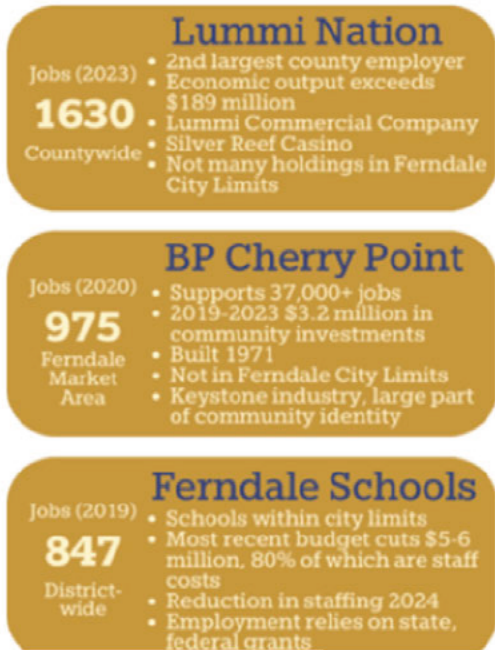 Lummi Nation
Jobs (2023)
1630
Countywide
• 2nd largest county employer
• Economic output exceeds
$189 million
• Lummi Commercial Company
• Silver Reef Casino
• Not many holdings in Ferndale
City Limits
BP Cherry Point
Jobs (2020)
975
Ferndale
Market
Area
• Supports 37,000+ jobs
• 2019-2023 $3.2 million in
community investments
• Built 1971
• Not in Ferndale City Limits
• Keystone industry, large part
of community identity
Ferndale Schools
Jobs (2019)
847
District-
wide
• Schools within city limits
• Most recent budget cuts $5-6
million, 80% of which are staff
costs
• Reduction in staffing 2024
• Employment relies on state,
federal grants